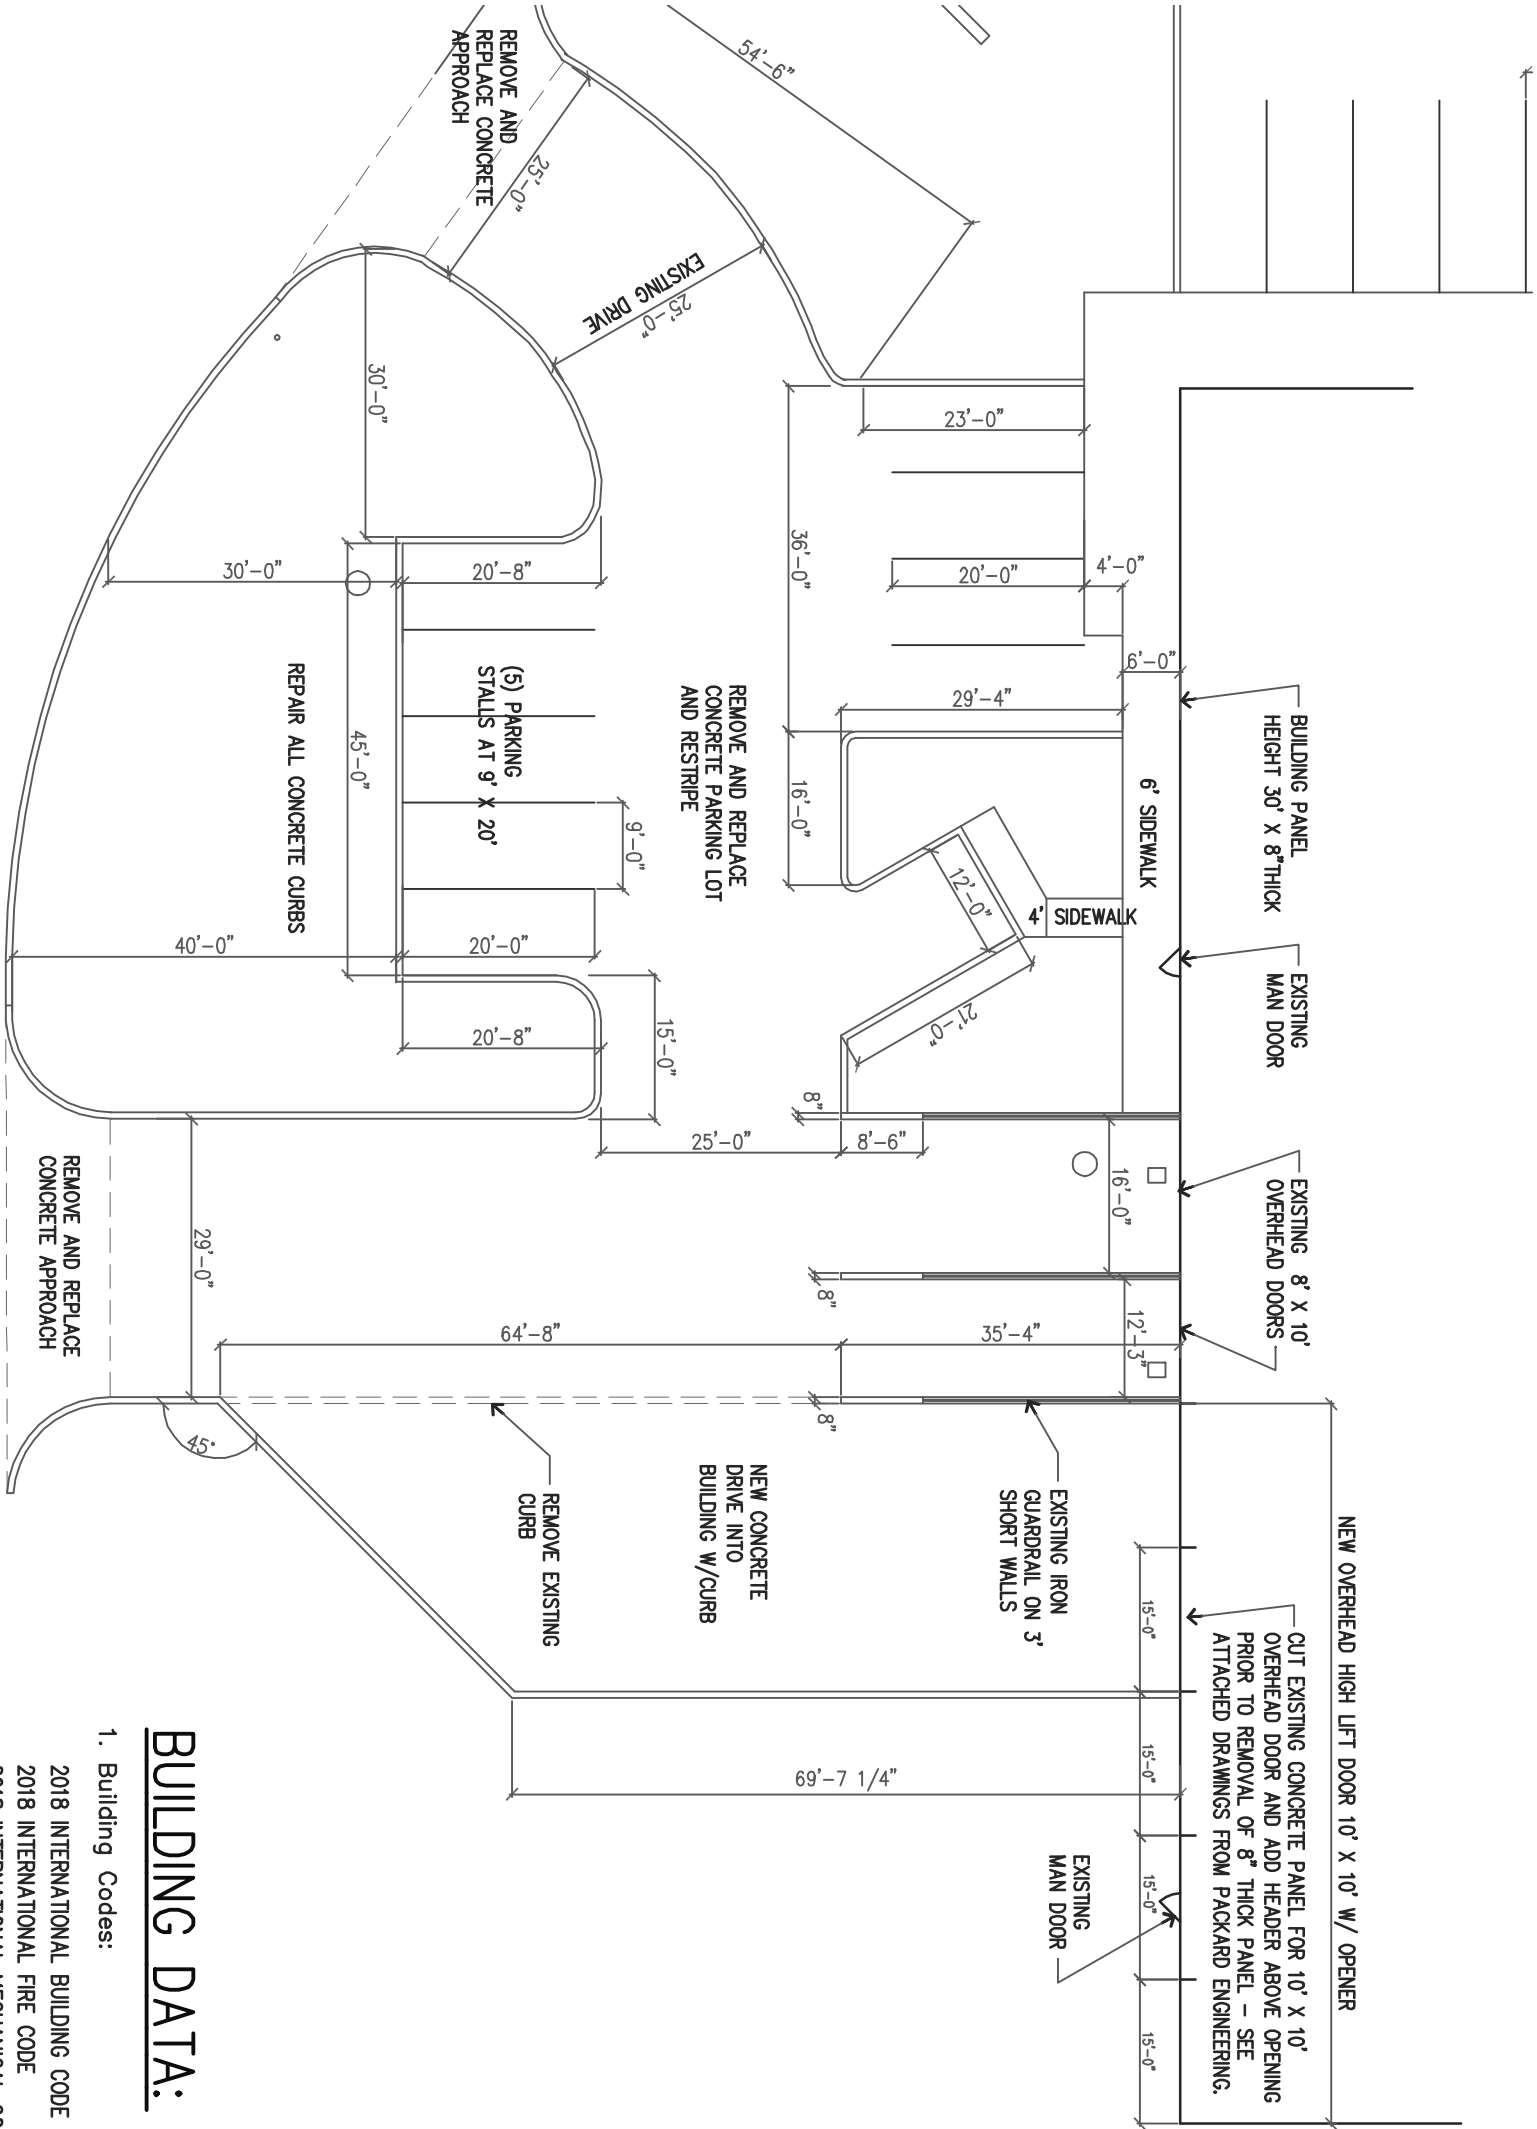 NEW OVERHEAD HIGH LIFT DOOR 10' X 10' W/ OPENER
BUILDING PANEL
HEIGHT 30' X 8"THICK
EXISTING
MAN DOOR
EXISTING 8' X 10'
OVERHEAD DOORS
CUT EXISTING CONCRETE PANEL FOR 10' X 10'
OVERHEAD DOOR AND ADD HEADER ABOVE OPENING
PRIOR TO REMOVAL OF 8" THICK PANEL – SEE
ATTACHED DRAWINGS FROM PACKARD ENGINEERING.
6'-0"
6' SIDEWALK
4'-0"
4' SIDEWALK
16'-0"
12'-3"
15'-0"
15'-0"
15'-0"
15'-0"
EXISTING
MAN DOOR
23'-0"
20'-0"
29'-4"
12'-0"
21'-0"
8'-6"
35'-4"
EXISTING IRON
GUARDRAIL ON 3'
SHORT WALLS
54'-6"
36'-0"
16'-0"
8"
8"
8"
69'-7 1/4"
REMOVE AND REPLACE
CONCRETE PARKING LOT
AND RESTRIPE
25'-0"
NEW CONCRETE
DRIVE INTO
BUILDING W/CURB
EXISTING DRIVE
25'-0"
9'-0"
15'-0"
64'-8"
REMOVE EXISTING
CURB
REMOVE AND
REPLACE CONCRETE
APPROACH
25'-0"
20'-8"
(5) PARKING
STALLS AT 9' X 20'
20'-0"
20'-8"
30'-0"
45'-0"
30'-0"
REPAIR ALL CONCRETE CURBS
40'-0"
29'-0"
45°
REMOVE AND REPLACE
CONCRETE APPROACH
BUILDING DATA:
1. Building Codes:
2018 INTERNATIONAL BUILDING CODE
2018 INTERNATIONAL FIRE CODE